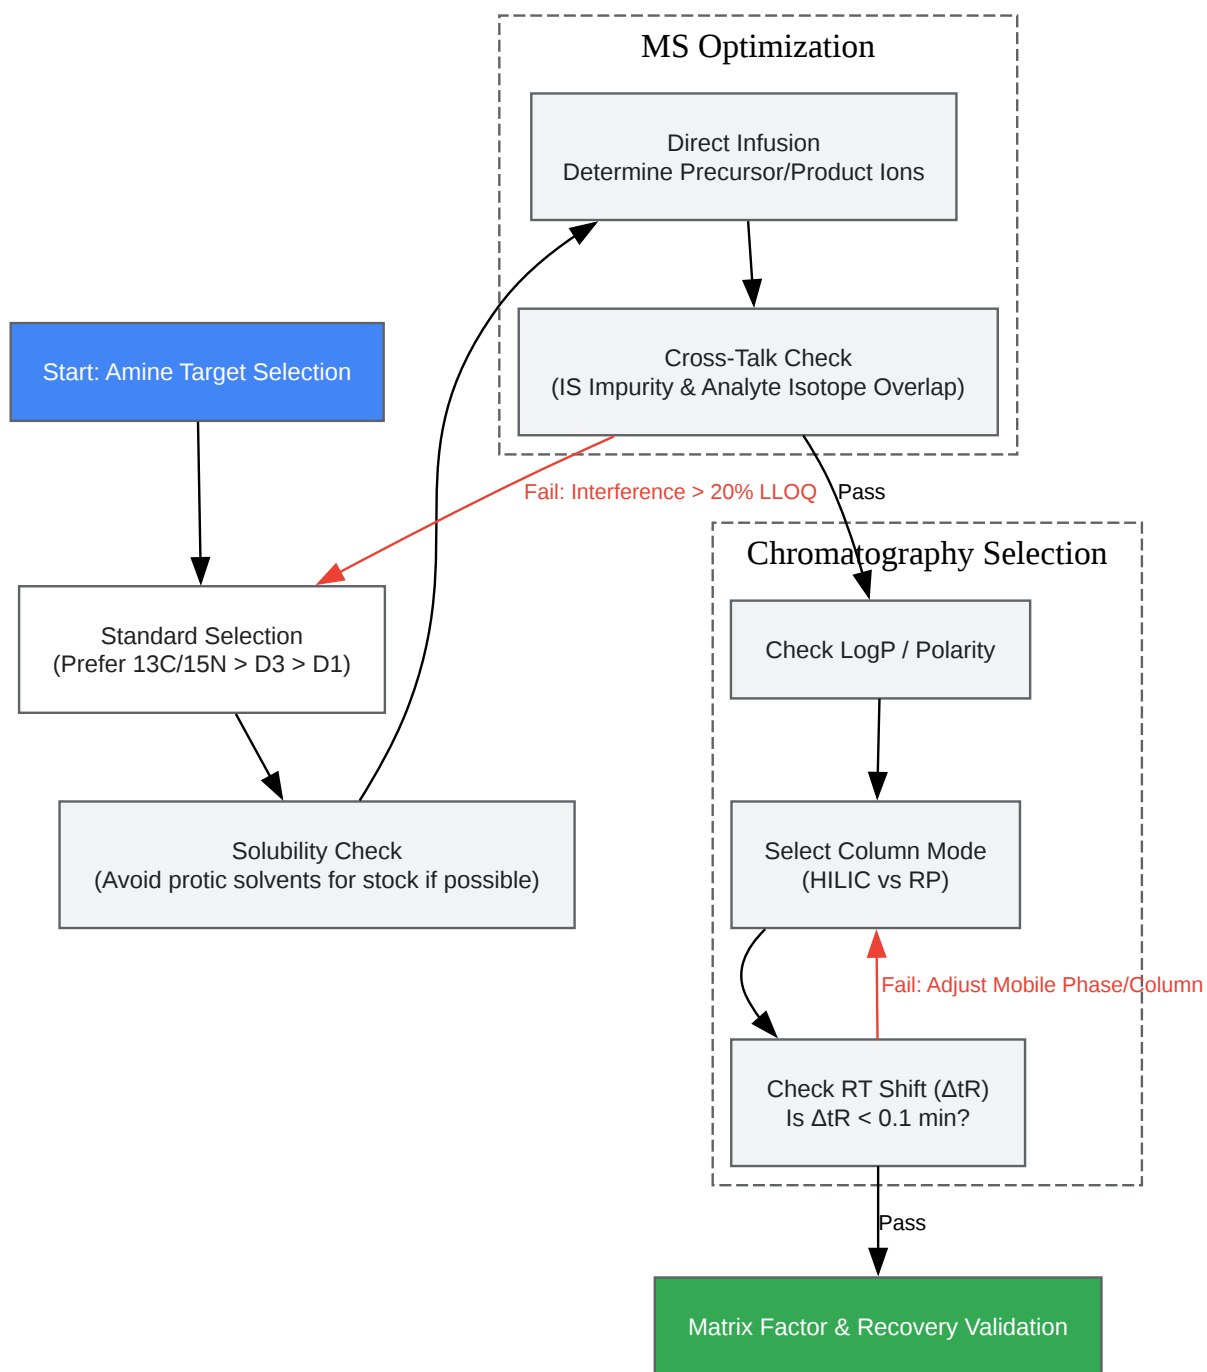 MS Optimization
Direct Infusion
Determine Precursor/Product Ions
Start: Amine Target Selection
Cross-Talk Check
(IS Impurity & Analyte Isotope Overlap)
Fail: Interference > 20% LLOQ
Pass
Chromatography Selection
Standard Selection
(Prefer 13C/15N > D3 > D1)
Check LogP / Polarity
Solubility Check
(Avoid protic solvents for stock if possible)
Select Column Mode
(HILIC vs RP)
Fail: Adjust Mobile Phase/Column
Check RT Shift (ΔtR)
Is ΔtR < 0.1 min?
Pass
Matrix Factor & Recovery Validation